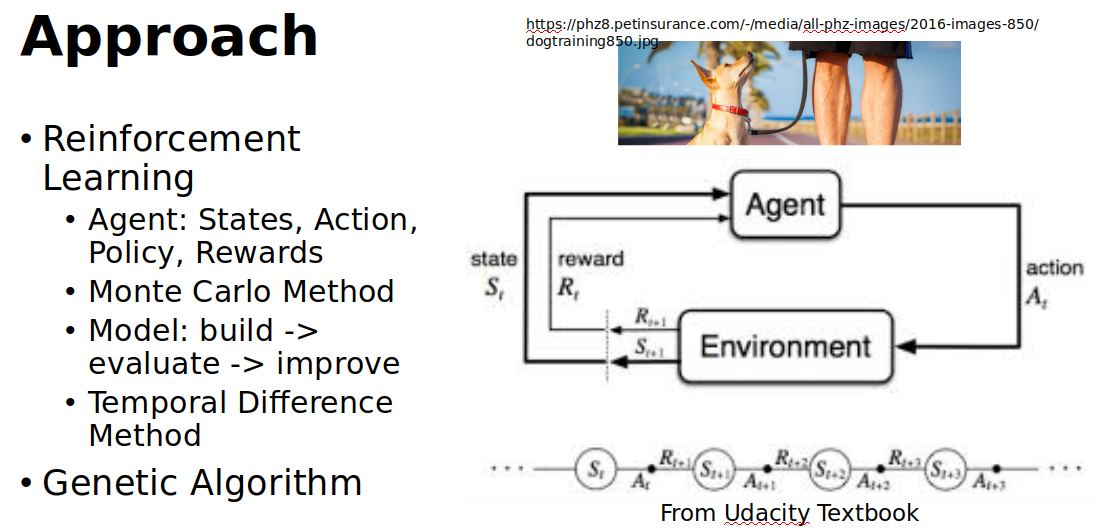 Approach
https://phz8.petinsurance.com/-/media/all-phz-images/2016-images-850/
dogtraining850.jpg
• Reinforcement
Learning
• Agent: States, Action,
Policy, Rewards
• Monte Carlo Method
• Model: build ->
evaluate -> improve
• Temporal Difference
Method
• Genetic Algorithm
Agent
state
S_t
reward
R_t
action
A_t
R_{t+1}
S_{t+1}
Environment
... S_t A_t R_{t+1} S_{t+1} A_{t+1} R_{t+2} S_{t+2} A_{t+2} R_{t+3} S_{t+3} A_{t+3} ...
From Udacity Textbook